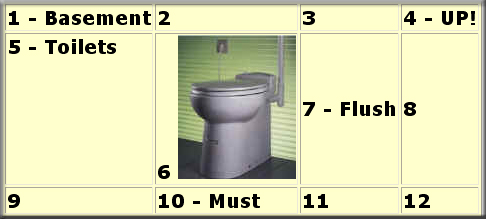 1 - Basement 2 3 4 - UP!
5 - Toilets
6
7 - Flush 8
9 10 - Must 11 12